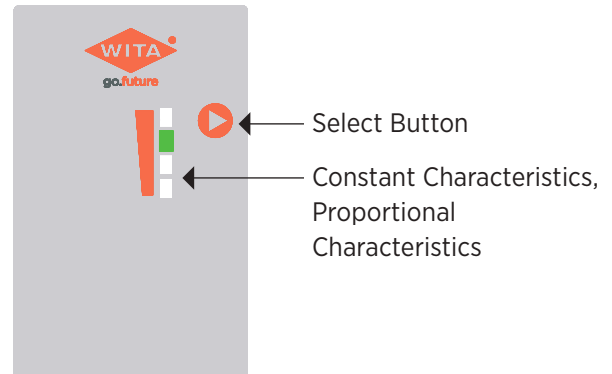 WITA
go.future
Select Button
Constant Characteristics,
Proportional
Characteristics